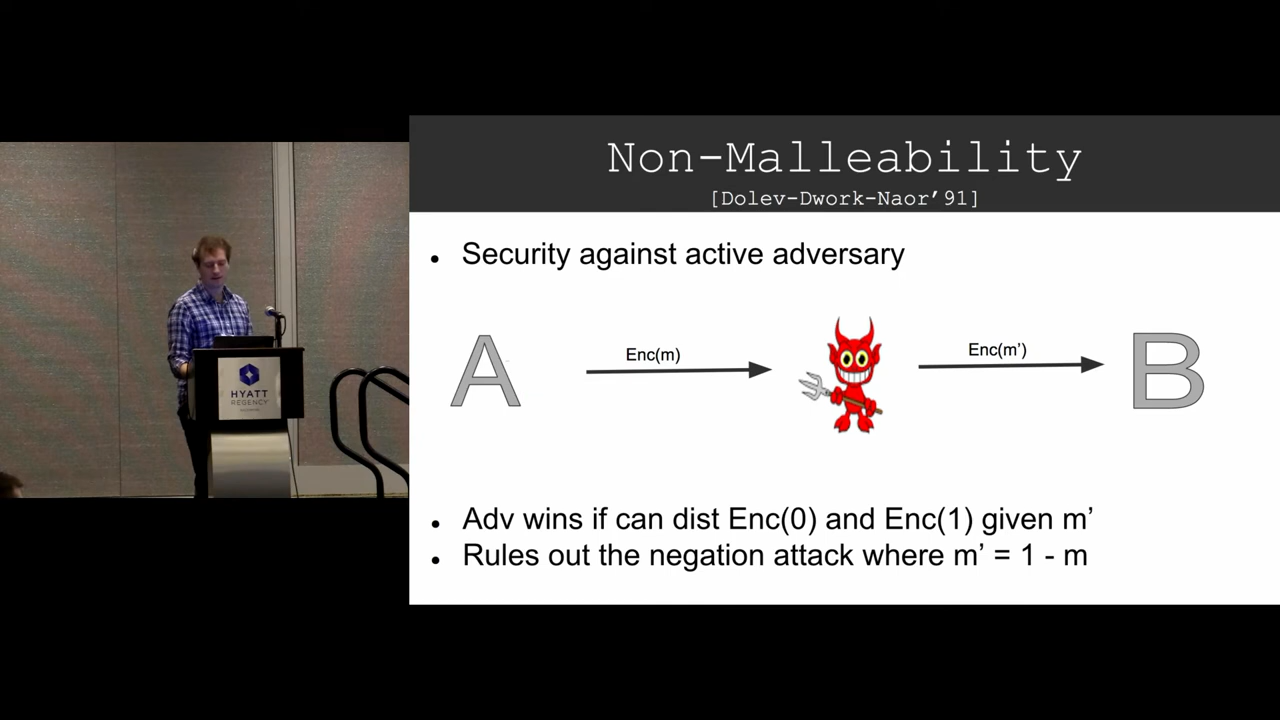 Non-Malleability
[Dolev-Dwork-Naor’91]
• Security against active adversary
A
Enc(m)
Enc(m’)
B
• Adv wins if can dist Enc(0) and Enc(1) given m’
• Rules out the negation attack where m’ = 1 - m
HYATT
REGENCY